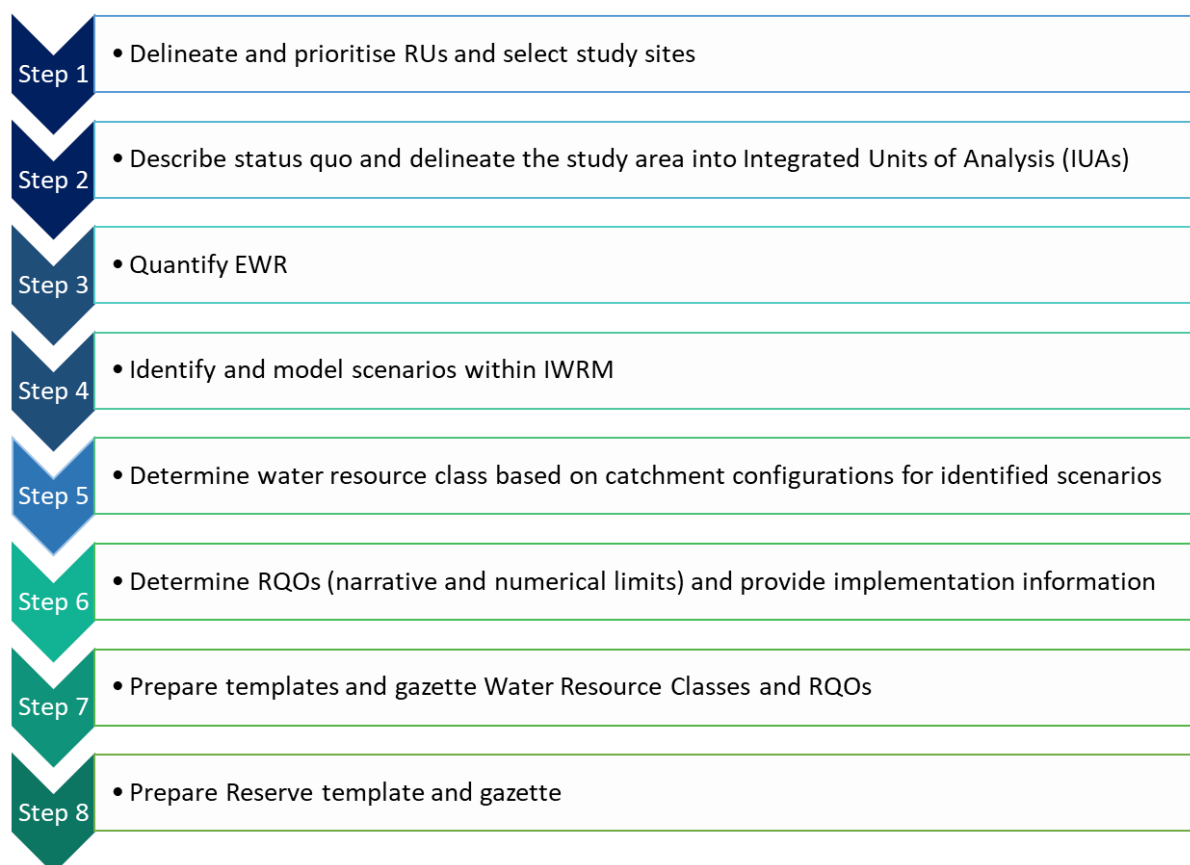 Step 1
• Delineate and prioritise RUs and select study sites
Step 2
• Describe status quo and delineate the study area into Integrated Units of Analysis (IUAs)
Step 3
• Quantify EWR
Step 4
• Identify and model scenarios within IWRM
Step 5
• Determine water resource class based on catchment configurations for identified scenarios
Step 6
• Determine RQOs (narrative and numerical limits) and provide implementation information
Step 7
• Prepare templates and gazette Water Resource Classes and RQOs
Step 8
• Prepare Reserve template and gazette